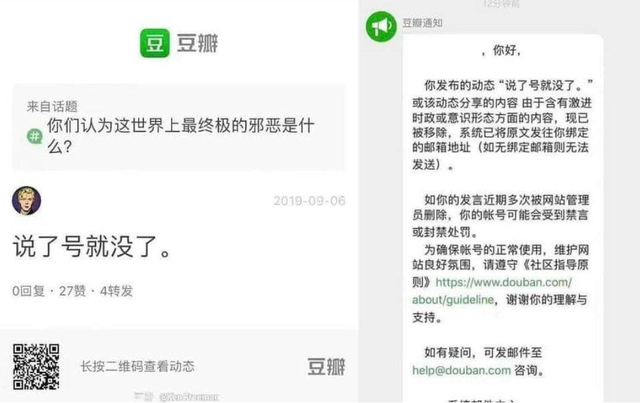 豆 豆瓣
来自话题
你们认为这世界上最终极的邪恶是什
么?
2019-09-06
说了号就没了。
0回复 · 27赞 · 4转发
长按二维码查看动态
豆瓣
12分钟前
豆瓣通知
，你好，
你发布的动态“说了号就没了。”
或该动态分享的内容 由于含有激进
时政或意识形态方面的内容，现已
被移除，系统已将原文发往你绑定
的邮箱地址（如无绑定邮箱则无法
发送）。
如你的发言近期多次被网站管理
员删除，你的帐号可能会受到禁言
或封禁处罚。
为确保帐号的正常使用，维护网
站良好氛围，请遵守《社区指导原
则》https://www.douban.com/
about/guideline，谢谢你的理解与
支持。
如有疑问，可发邮件至
help@douban.com 咨询。